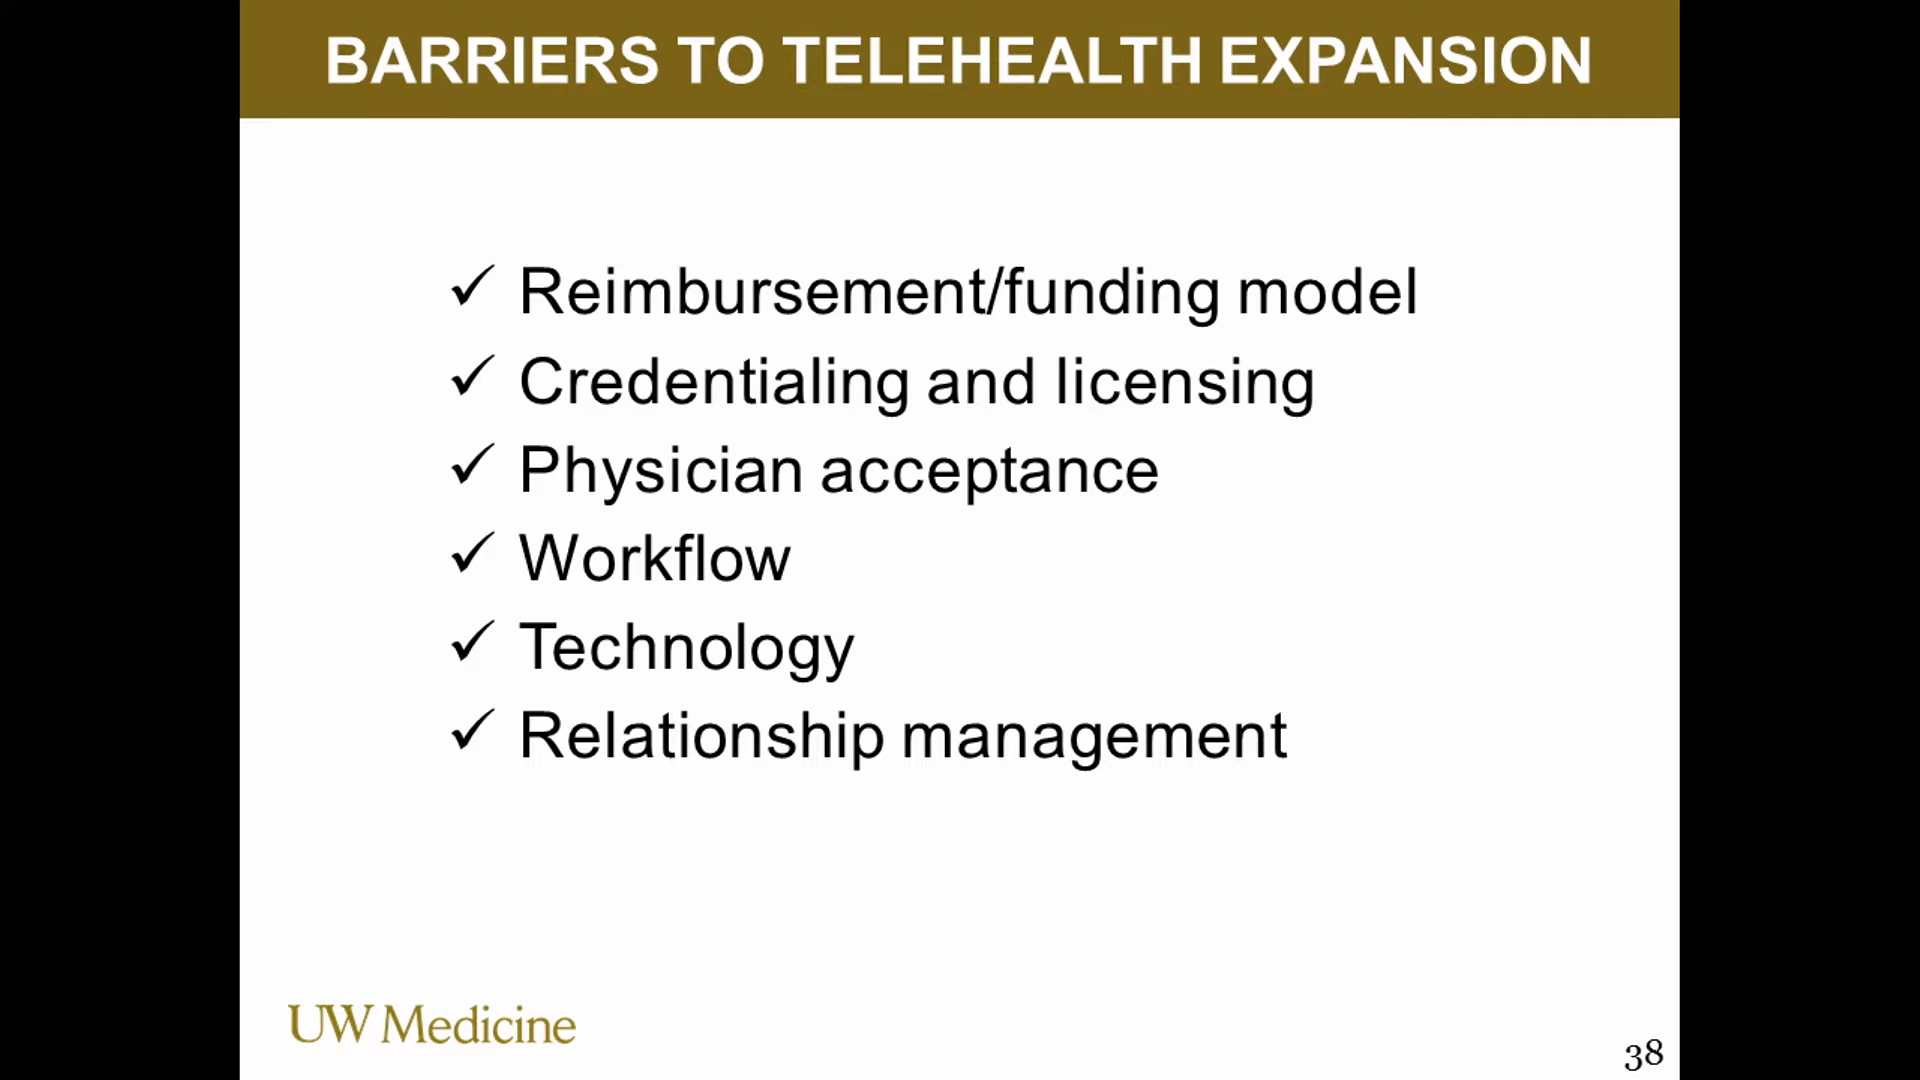 BARRIERS TO TELEHEALTH EXPANSION
✓ Reimbursement/funding model
✓ Credentialing and licensing
✓ Physician acceptance
✓ Workflow
✓ Technology
✓ Relationship management
UW Medicine
38